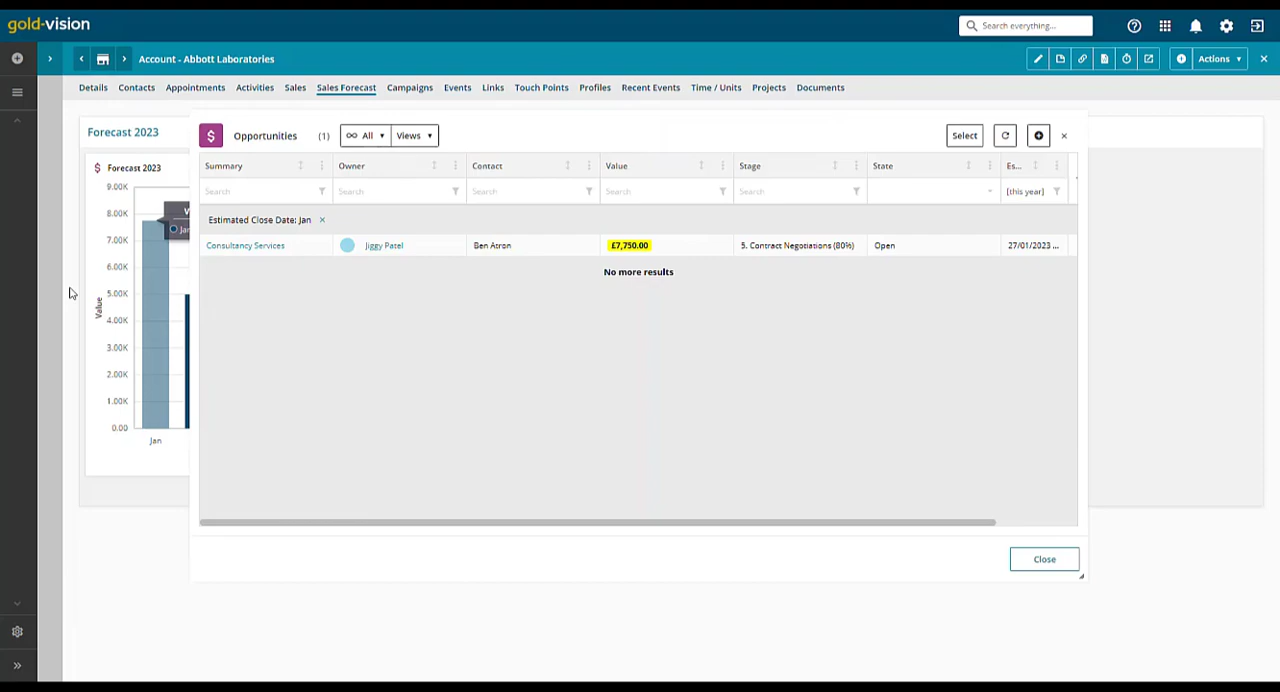 gold-vision
Search everything...
Account - Abbott Laboratories
Actions
Details Contacts Appointments Activities Sales Sales Forecast Campaigns Events Links Touch Points Profiles Recent Events Time / Units Projects Documents
Forecast 2023
Opportunities (1) All Views
Select
$ Forecast 2023
Summary Owner Contact Value Stage State Es...
Search Search Search Search Search [this year]
Estimated Close Date: Jan ×
Consultancy Services Jiggy Patel Ben Atron £7,750.00 5. Contract Negotiations (80%) Open 27/01/2023 ...
No more results
9.00K
8.00K
7.00K
6.00K
5.00K
4.00K
3.00K
2.00K
1.00K
0.00
Value
V
Jan
Jan
Close